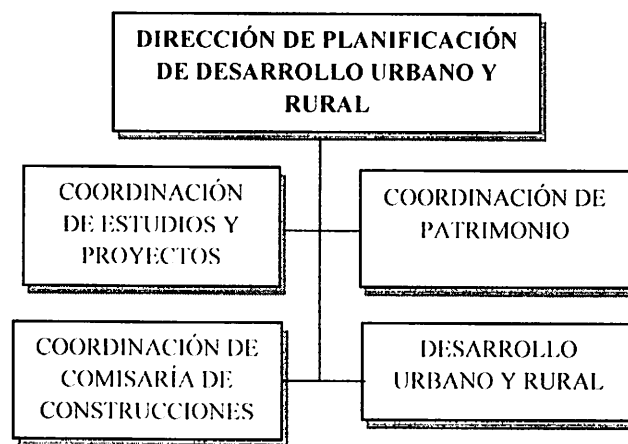 DIRECCIÓN DE PLANIFICACIÓN
DE DESARROLLO URBANO Y
RURAL
COORDINACIÓN
DE ESTUDIOS Y
PROYECTOS
COORDINACIÓN DE
PATRIMONIO
COORDINACIÓN DE
COMISARÍA DE
CONSTRUCCIONES
DESARROLLO
URBANO Y RURAL